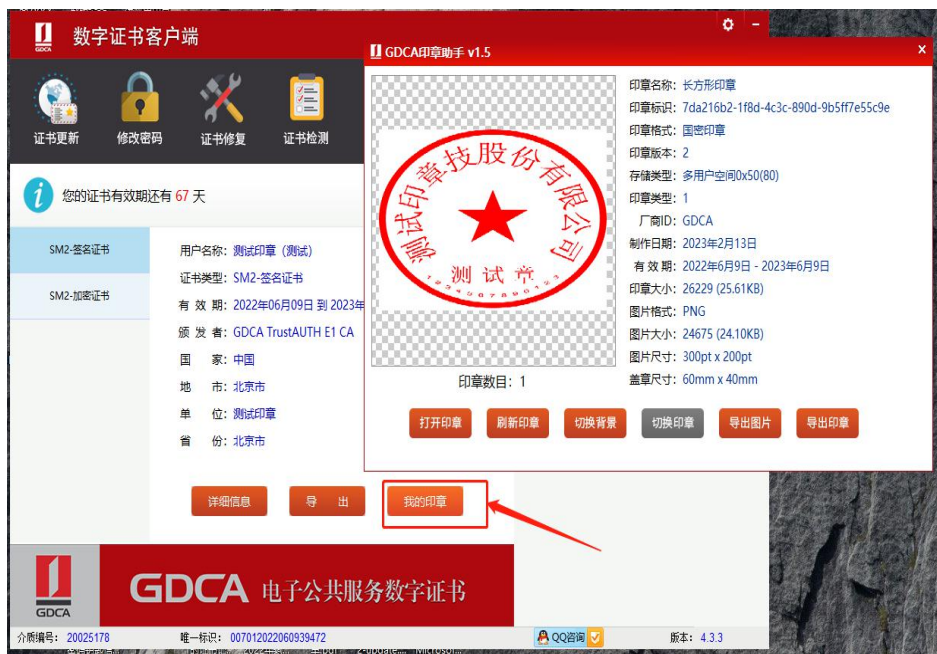 GDCA
数字证书客户端
证书更新
修改密码
证书修复
证书检测
您的证书有效期还有 67 天
SM2-签名证书
SM2-加密证书
用户名称: 测试印章 (测试)
证书类型: SM2-签名证书
有 效 期: 2022年06月09日 到 2023年
颁 发 者: GDCA TrustAUTH E1 CA
国 家: 中国
地 市: 北京市
单 位: 测试印章
省 份: 北京市
详细信息
导 出
我的印章
GDCA印章助手 v1.5
x
测试印章技股份有限公司
测 试 章
印章数目: 1
印章名称: 长方形印章
印章标识: 7da216b2-1f8d-4c3c-890d-9b5ff7e55c9e
印章格式: 国密印章
印章版本: 2
存储类型: 多用户空间0x50(80)
印章类型: 1
厂商ID: GDCA
制作日期: 2023年2月13日
有 效 期: 2022年6月9日 - 2023年6月9日
印章大小: 26229 (25.61KB)
图片格式: PNG
图片大小: 24675 (24.10KB)
图片尺寸: 300pt x 200pt
盖章尺寸: 60mm x 40mm
打开印章
刷新印章
切换背景
切换印章
导出图片
导出印章
GDCA
GDCA 电子公共服务数字证书
介质编号: 20025178
唯一标识: 007012022060939472
QQ咨询
版本: 4.3.3